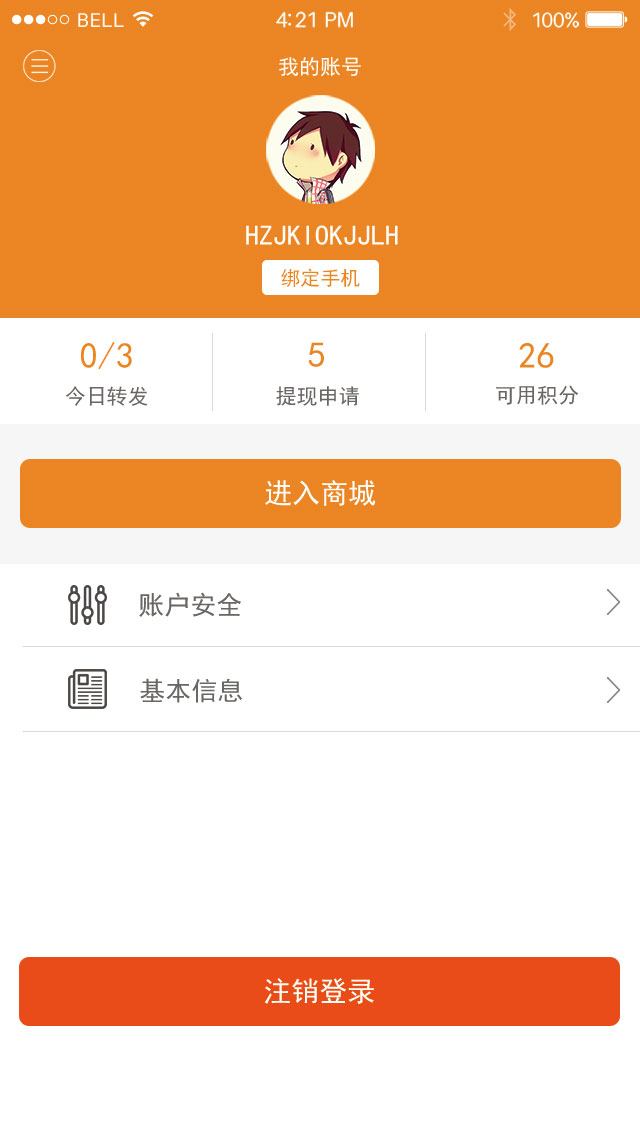 BELL 4:21 PM 100%
我的账号
HZJKIOKJJLH
绑定手机
0/3 5 26
今日转发 提现申请 可用积分
进入商城
账户安全
基本信息
注销登录